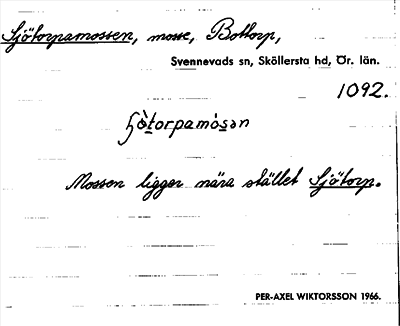 Sjötorpamossen, mosse, Bottorp,
Svennevads sn, Sköllersta hd, Ör. län.
1092.
Mossen ligger nära stället Sjötorp.
PER-AXEL WIKTORSSON 1966.